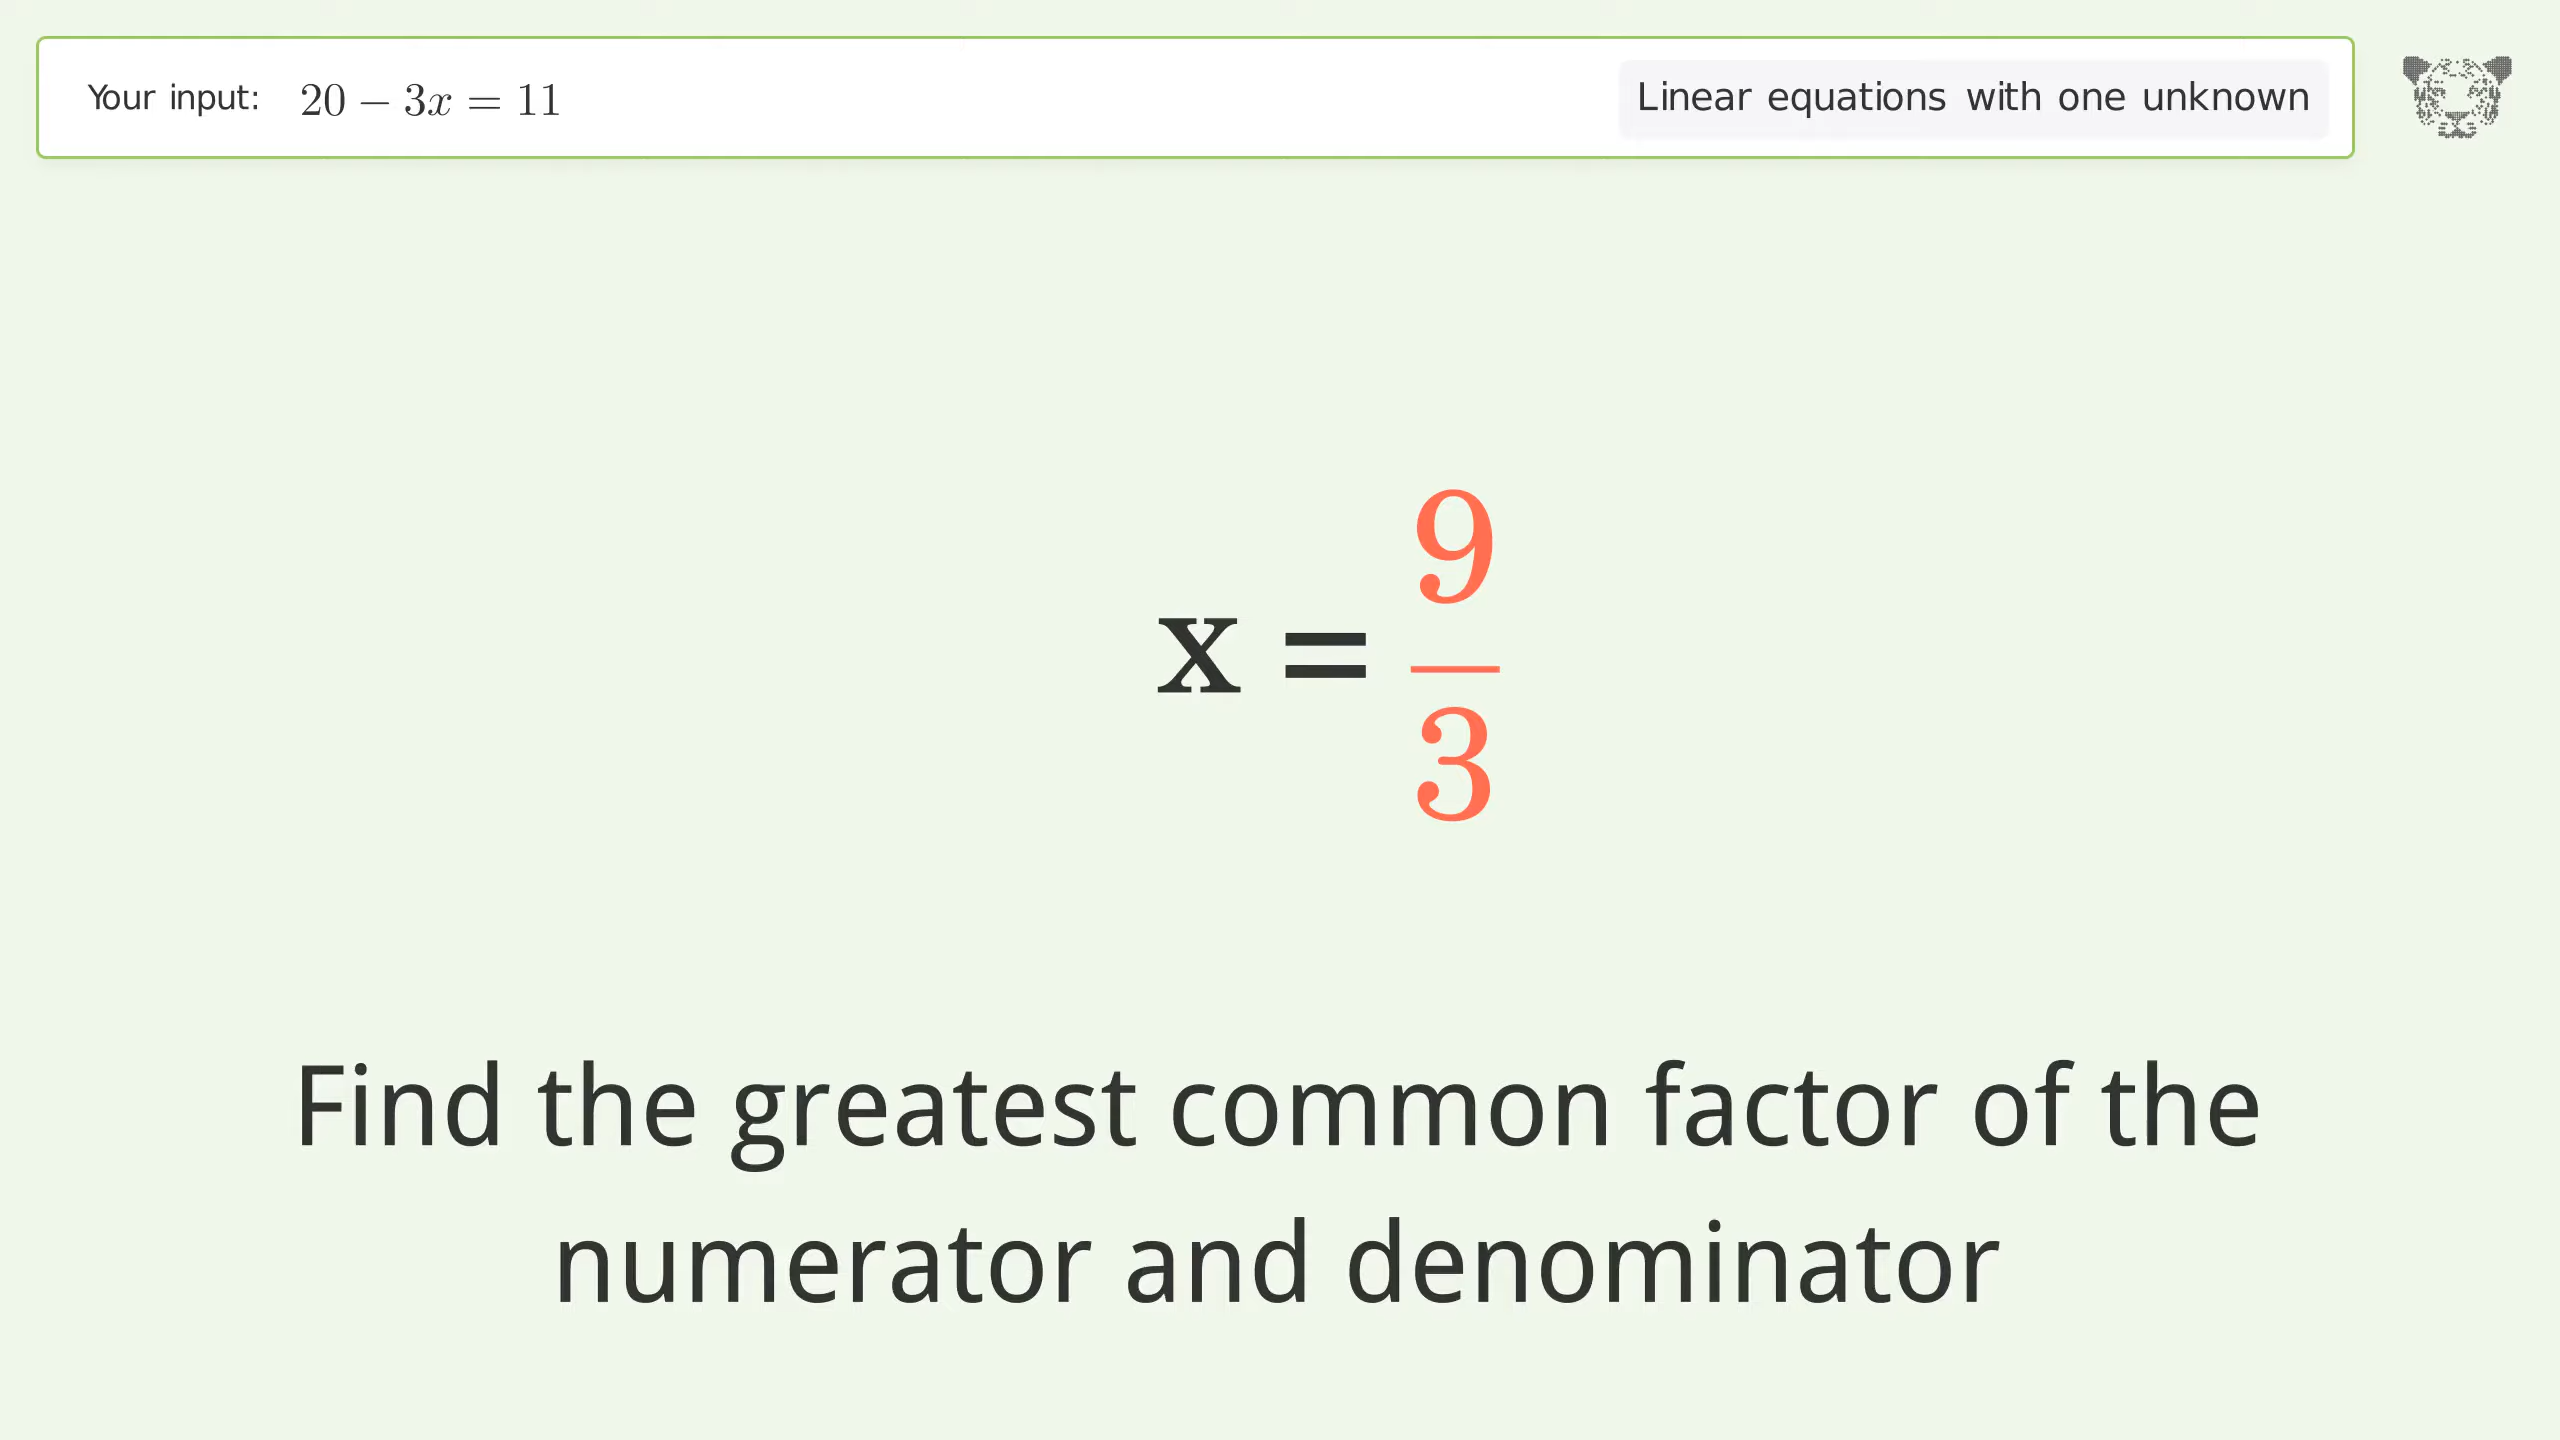 Your input: 20 − 3x = 11
Linear equations with one unknown
x = 9/3
Find the greatest common factor of the
numerator and denominator